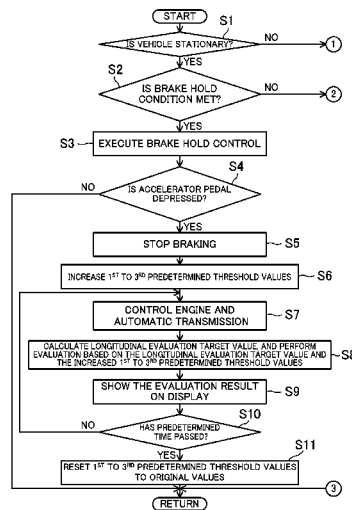 START
S1
IS VEHICLE STATIONARY?
NO
1
YES
S2
IS BRAKE HOLD
CONDITION MET?
NO
2
YES
S3
EXECUTE BRAKE HOLD CONTROL
S4
NO
IS ACCELERATOR PEDAL
DEPRESSED?
YES
STOP BRAKING
S5
INCREASE 1ST TO 3RD PREDETERMINED THRESHOLD VALUES
S6
CONTROL ENGINE AND
AUTOMATIC TRANSMISSION
S7
CALCULATE LONGITUDINAL EVALUATION TARGET VALUE, AND PERFORM
EVALUATION BASED ON THE LONGITUDINAL EVALUATION TARGET VALUE AND
THE INCREASED 1ST TO 3RD PREDETERMINED THRESHOLD VALUES
S8
SHOW THE EVALUATION RESULT
ON DISPLAY
S9
S10
NO
HAS PREDETERMINED
TIME PASSED?
YES
S11
RESET 1ST TO 3RD PREDETERMINED THRESHOLD VALUES
TO ORIGINAL VALUES
3
RETURN